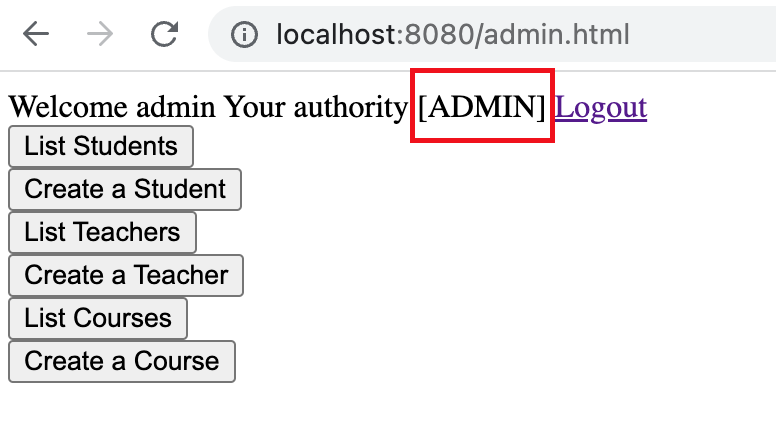 localhost:8080/admin.html
Welcome admin Your authority [ADMIN] Logout
List Students
Create a Student
List Teachers
Create a Teacher
List Courses
Create a Course